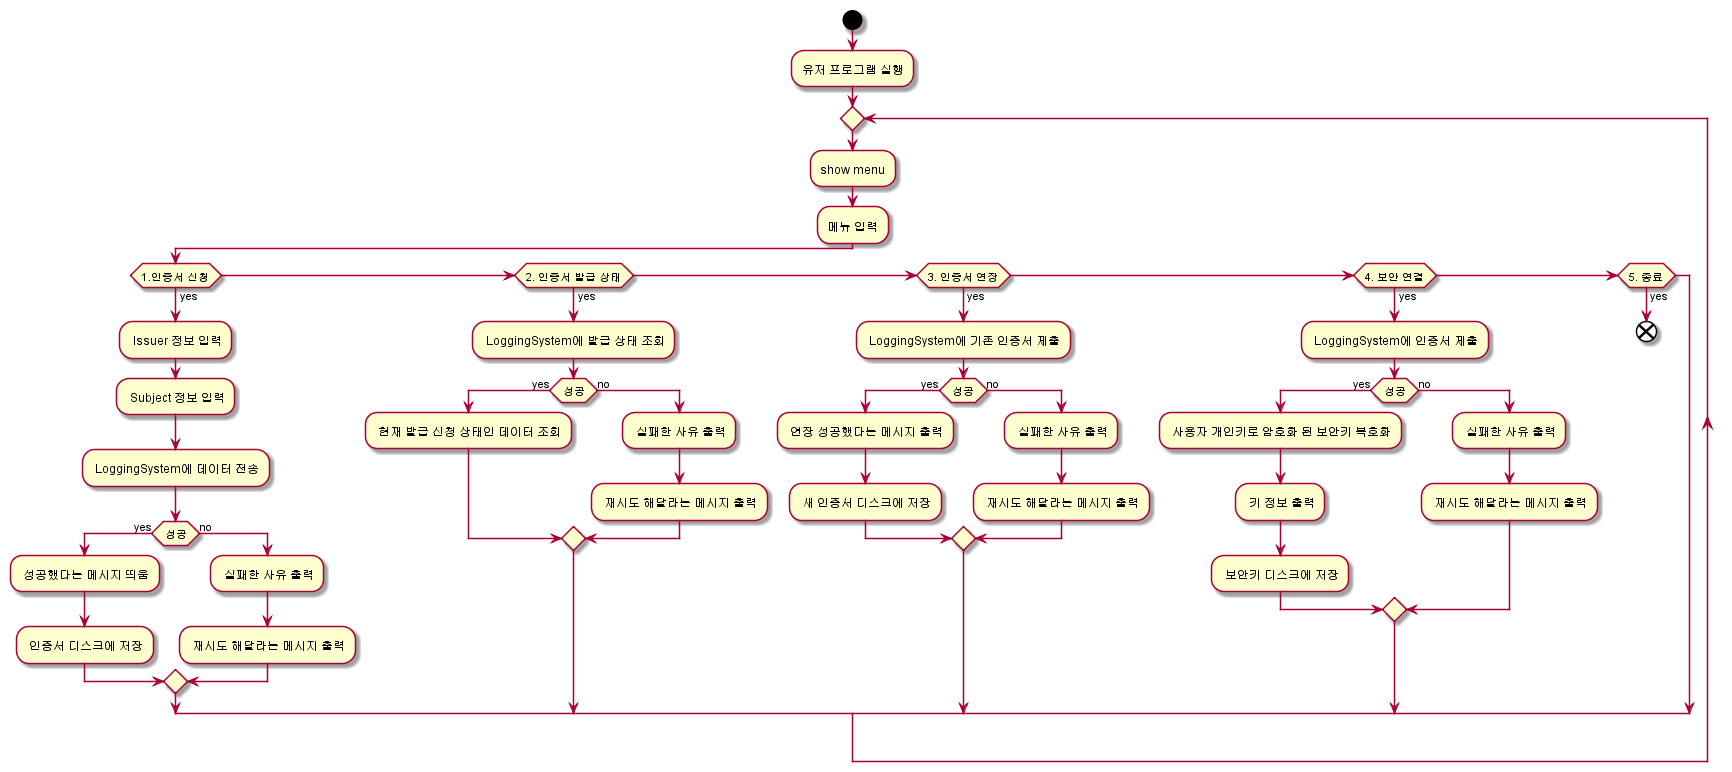 유저 프로그램 실행
show menu
메뉴 입력
1.인증서 신청
2. 인증서 발급 상태
3. 인증서 연장
4. 보안 연결
5. 종료
yes
yes
yes
yes
yes
Issuer 정보 입력
LoggingSystem에 발급 상태 조회
LoggingSystem에 기존 인증서 제출
LoggingSystem에 인증서 제출
Subject 정보 입력
yes
성공
no
yes
성공
no
yes
성공
no
현재 발급 신청 상태인 데이터 조회
실패한 사유 출력
연장 성공했다는 메시지 출력
실패한 사유 출력
사용자 개인키로 암호화 된 보안키 복호화
실패한 사유 출력
LoggingSystem에 데이터 전송
재시도 해달라는 메시지 출력
새 인증서 디스크에 저장
재시도 해달라는 메시지 출력
키 정보 출력
재시도 해달라는 메시지 출력
yes
성공
no
성공했다는 메시지 띄움
실패한 사유 출력
보안키 디스크에 저장
인증서 디스크에 저장
재시도 해달라는 메시지 출력